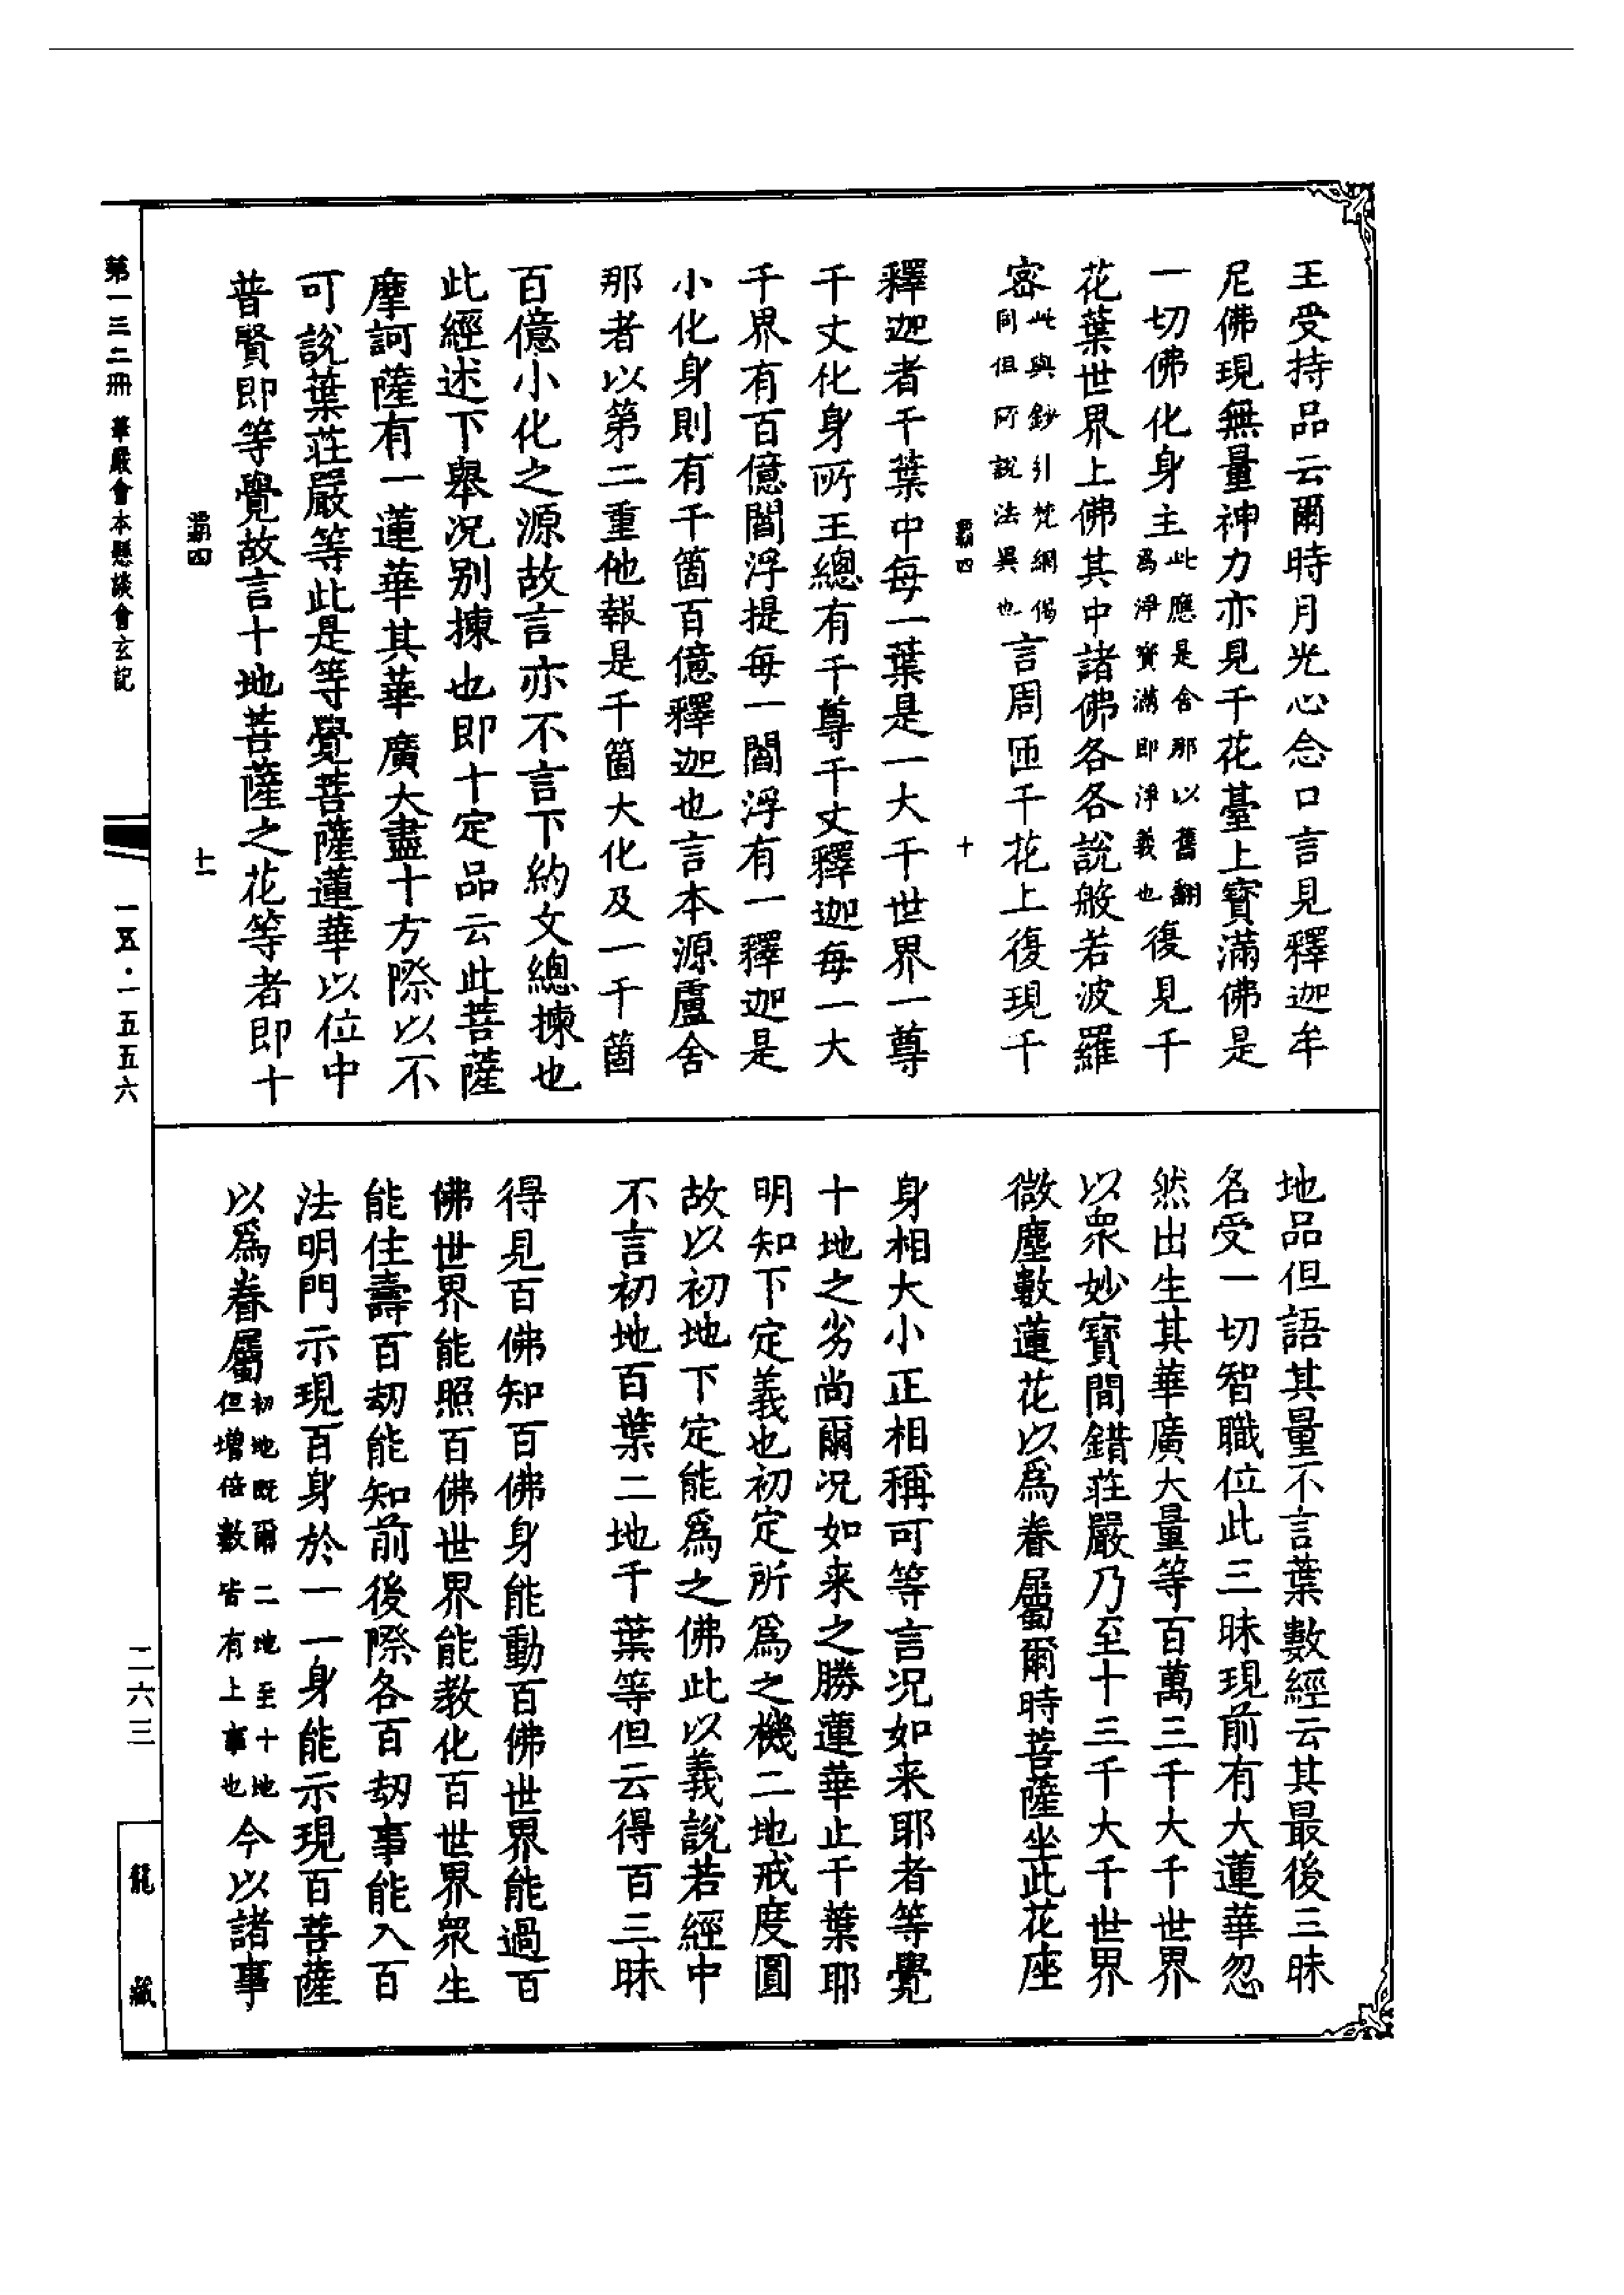 王受持品云爾時月光心念口言見釋迦牟
尼佛現無量神力亦見千花臺上寳滿佛是
一切佛化身主此應是舍那以舊翻為淨寳滿即淨義也復見千
花葉世界上佛其中諸佛各各說般若波羅
密此與鈔引梵網偈同但所說法異也言周匝千花上復現千
四 十
釋迦者千葉中每一葉是一大千世界一尊
千丈化身所王總有千尊千丈釋迦每一大
千界有百億閻浮提每一閻浮有一釋迦是
小化身則有千箇百億釋迦也言本源盧舍
那者以第二重他報是千箇大化及一千箇
百億小化之源故言亦不言下納文總揀也
此經述下舉况别揀也即十定品云此菩薩
摩訶薩有一蓮華其華廣大盡十方際以不
可說葉莊嚴等此是等覺菩薩蓮華以位中
普賢即等覺故言十地菩薩之花等者即十
四 十一
地品但語其量不言葉數經云其最後三昧
名受一切智職位此三昧現前有大蓮華忽
然出生其華廣大量等百萬三千大千世界
以眾妙寳間錯莊嚴乃至十三千大千世界
微塵數蓮花以為眷屬爾時菩薩坐此花座
身相大小正相稱可等言况如来耶者等覺
十地之劣尚爾况如来之勝蓮華止千葉耶
明知下定義也初定所為之機二地戒度圓
故以初地下定能為之佛此以義說若經中
不言初地百葉二地千葉等但云得百三昧
得見百佛知百佛身能動百佛世界能過百
佛世界能照百佛世界能教化百世界眾生
能住壽百劫能知前後際各百劫事能入百
法明門示現百身於一一身能示現百菩薩
以為眷屬初地既爾二地至十地但增倍數皆有上事也今以諸事
第一三二冊 華嚴會本懸談會玄記
一五·一五五六
二六三
龍藏